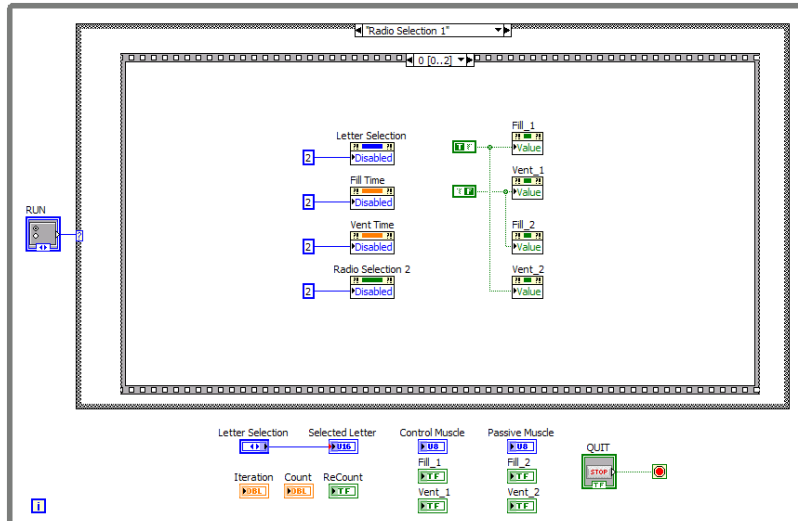 "Radio Selection 1"
0 [0..2]
Letter Selection
2 Disabled
Fill Time
2 Disabled
Vent Time
2 Disabled
Radio Selection 2
2 Disabled
Fill_1
T F Value
Vent_1
T F Value
Fill_2
Value
Vent_2
Value
RUN
?
Letter Selection Selected Letter Control Muscle Passive Muscle QUIT
U16 U8 U8
Fill_1 Fill_2
STOP
TF TF TF
Iteration Count ReCount Vent_1 Vent_2
DBL DBL TF TF TF
i